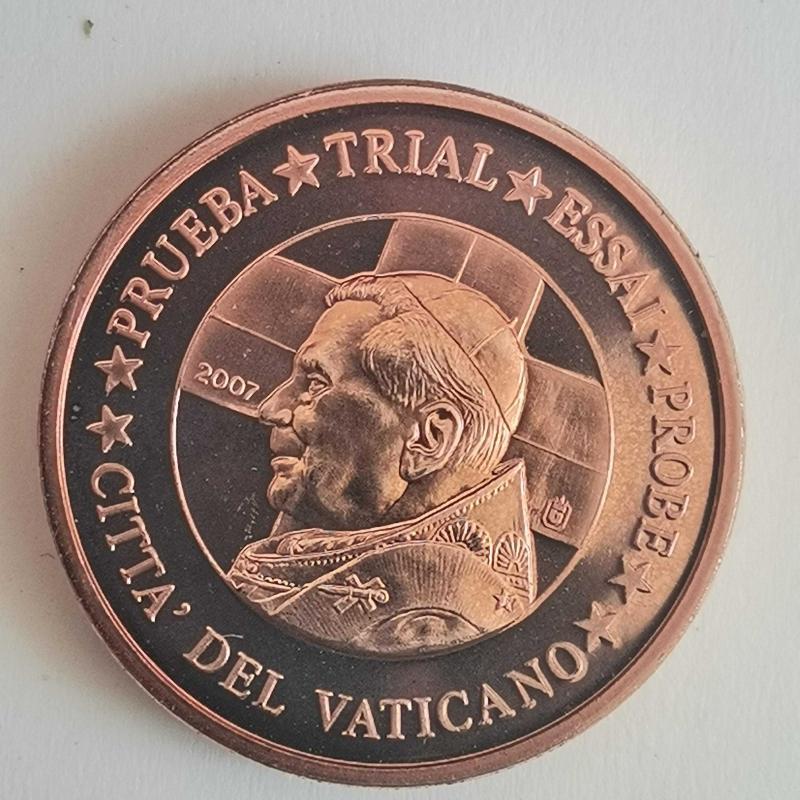 ★ PRUEBA ★ TRIAL ★ ESSAI ★ PROBE ★
★ CITTA' DEL VATICANO ★
2007